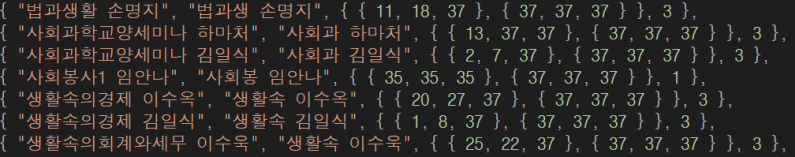 { "법과생활 손명지", "법과생 손명지", { { 11, 18, 37 }, { 37, 37, 37 } }, 3 },
{ "사회과학교양세미나 하마처", "사회과 하마처", { { 13, 37, 37 }, { 37, 37, 37 } }, 3 },
{ "사회과학교양세미나 김일식", "사회과 김일식", { { 2, 7, 37 }, { 37, 37, 37 } }, 3 },
{ "사회봉사1 임안나", "사회봉 임안나", { { 35, 35, 35 }, { 37, 37, 37 } }, 1 },
{ "생활속의경제 이수옥", "생활속 이수옥", { { 20, 27, 37 }, { 37, 37, 37 } }, 3 },
{ "생활속의경제 김일식", "생활속 김일식", { { 1, 8, 37 }, { 37, 37, 37 } }, 3 },
{ "생활속의회계와세무 이수욱", "생활속 이수욱", { { 25, 22, 37 }, { 37, 37, 37 } }, 3 },